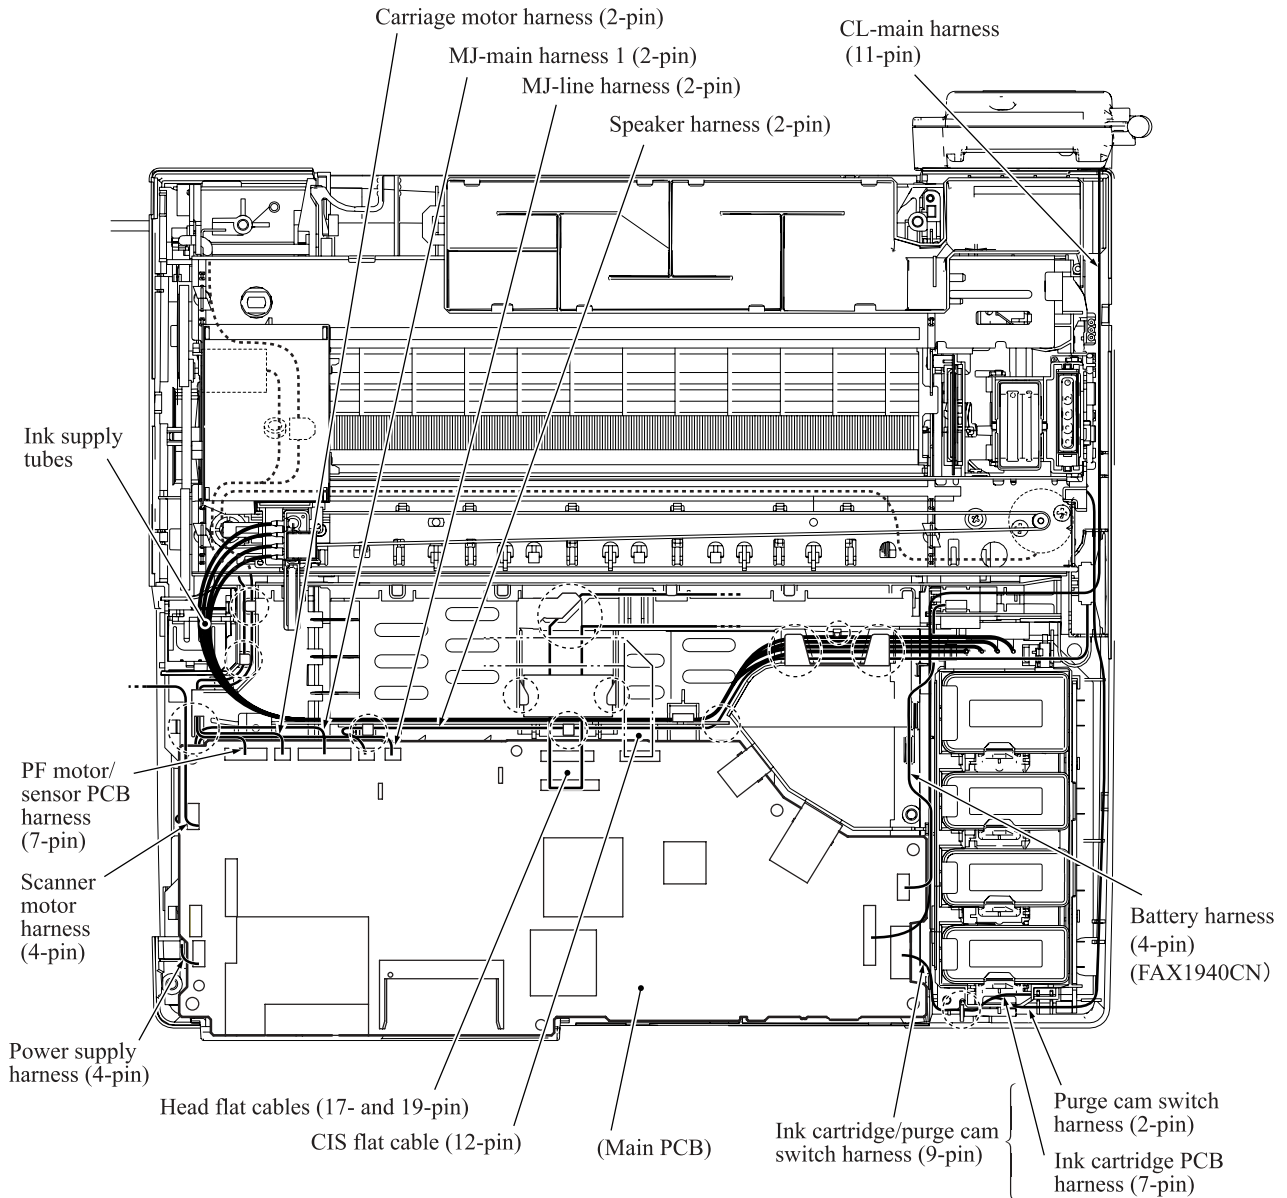 Carriage motor harness (2-pin)
MJ-main harness 1 (2-pin)
MJ-line harness (2-pin)
Speaker harness (2-pin)
CL-main harness
(11-pin)
Ink supply
tubes
PF motor/
sensor PCB
harness
(7-pin)
Scanner
motor
harness
(4-pin)
Battery harness
(4-pin)
(FAX1940CN)
Power supply
harness (4-pin)
Head flat cables (17- and 19-pin)
CIS flat cable (12-pin)
(Main PCB)
Ink cartridge/purge cam
switch harness (9-pin)
Purge cam switch
harness (2-pin)
Ink cartridge PCB
harness (7-pin)